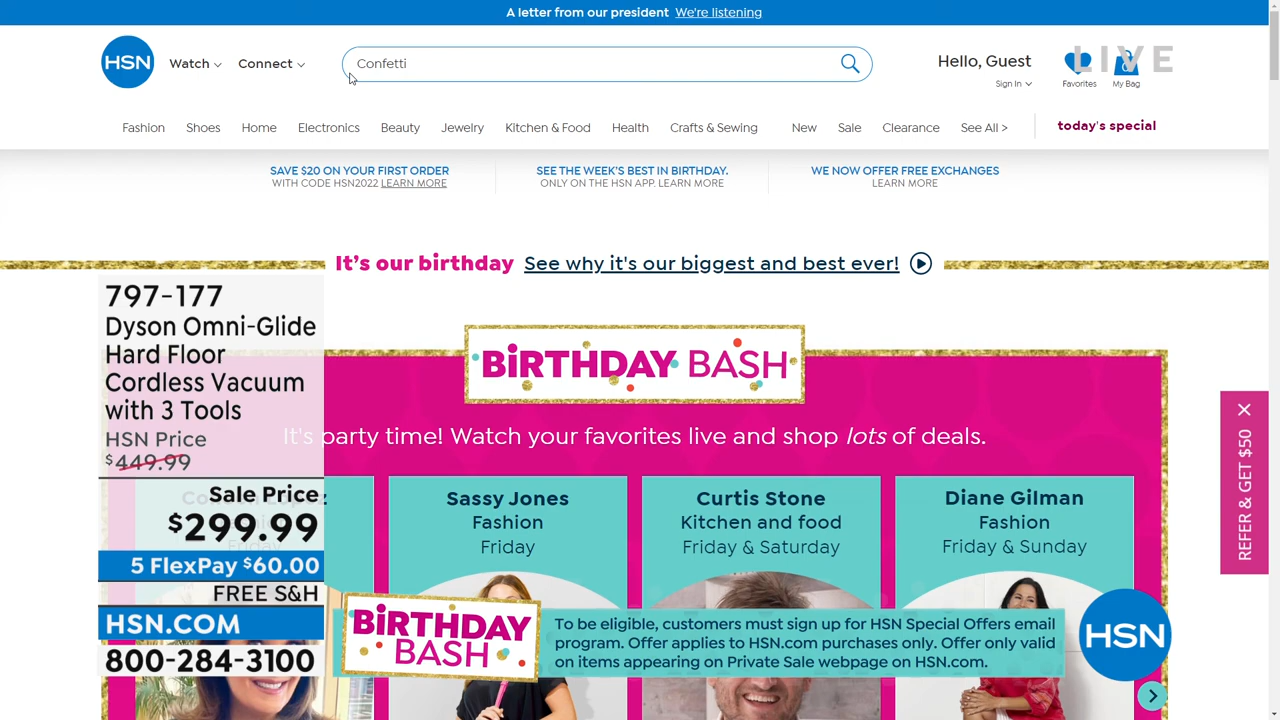 A letter from our president We're listening
HSN
Watch
Connect
Confetti
Hello, Guest
Sign In
LIVE
Favorites
My Bag
Fashion
Shoes
Home
Electronics
Beauty
Jewelry
Kitchen & Food
Health
Crafts & Sewing
New
Sale
Clearance
See All >
today's special
SAVE $20 ON YOUR FIRST ORDER
WITH CODE HSN2022 LEARN MORE
SEE THE WEEK'S BEST IN BIRTHDAY.
ONLY ON THE HSN APP. LEARN MORE
WE NOW OFFER FREE EXCHANGES
LEARN MORE
It's our birthday See why it's our biggest and best ever!
BiRTHDAY BASH
It's party time! Watch your favorites live and shop lots of deals.
797-177
Dyson Omni-Glide
Hard Floor
Cordless Vacuum
with 3 Tools
HSN Price
$449.99
Sale Price
$299.99
5 FlexPay $60.00
FREE S&H
HSN.COM
800-284-3100
Sassy Jones
Fashion
Friday
Curtis Stone
Kitchen and food
Friday & Saturday
Diane Gilman
Fashion
Friday & Sunday
REFER & GET $50
BiRTHDAY
BASH
To be eligible, customers must sign up for HSN Special Offers email
program. Offer applies to HSN.com purchases only. Offer only valid
on items appearing on Private Sale webpage on HSN.com.
HSN